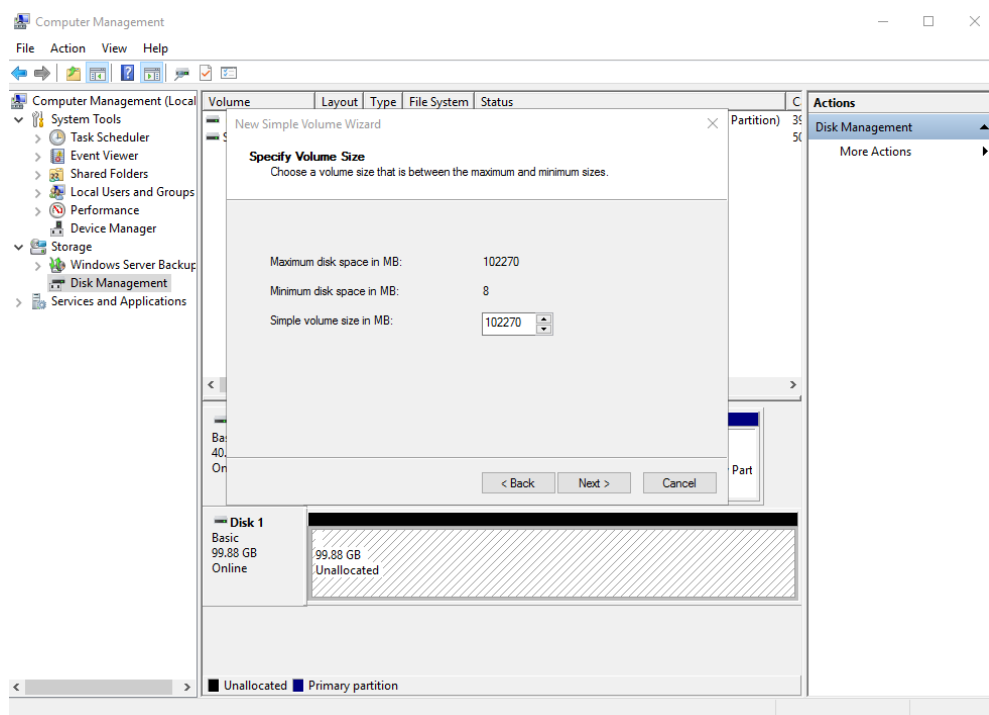 Computer Management
File Action View Help
Computer Management (Local
System Tools
Task Scheduler
Event Viewer
Shared Folders
Local Users and Groups
Performance
Device Manager
Storage
Windows Server Backup
Disk Management
Services and Applications
Volume Layout Type File System Status C
Partition) 39
50
New Simple Volume Wizard
Specify Volume Size
Choose a volume size that is between the maximum and minimum sizes.
Maximum disk space in MB: 102270
Minimum disk space in MB: 8
Simple volume size in MB: 102270
< Back Next > Cancel
Bas
40.
On
Part
Disk 1
Basic
99.88 GB
Online
99.88 GB
Unallocated
Unallocated Primary partition
Actions
Disk Management
More Actions